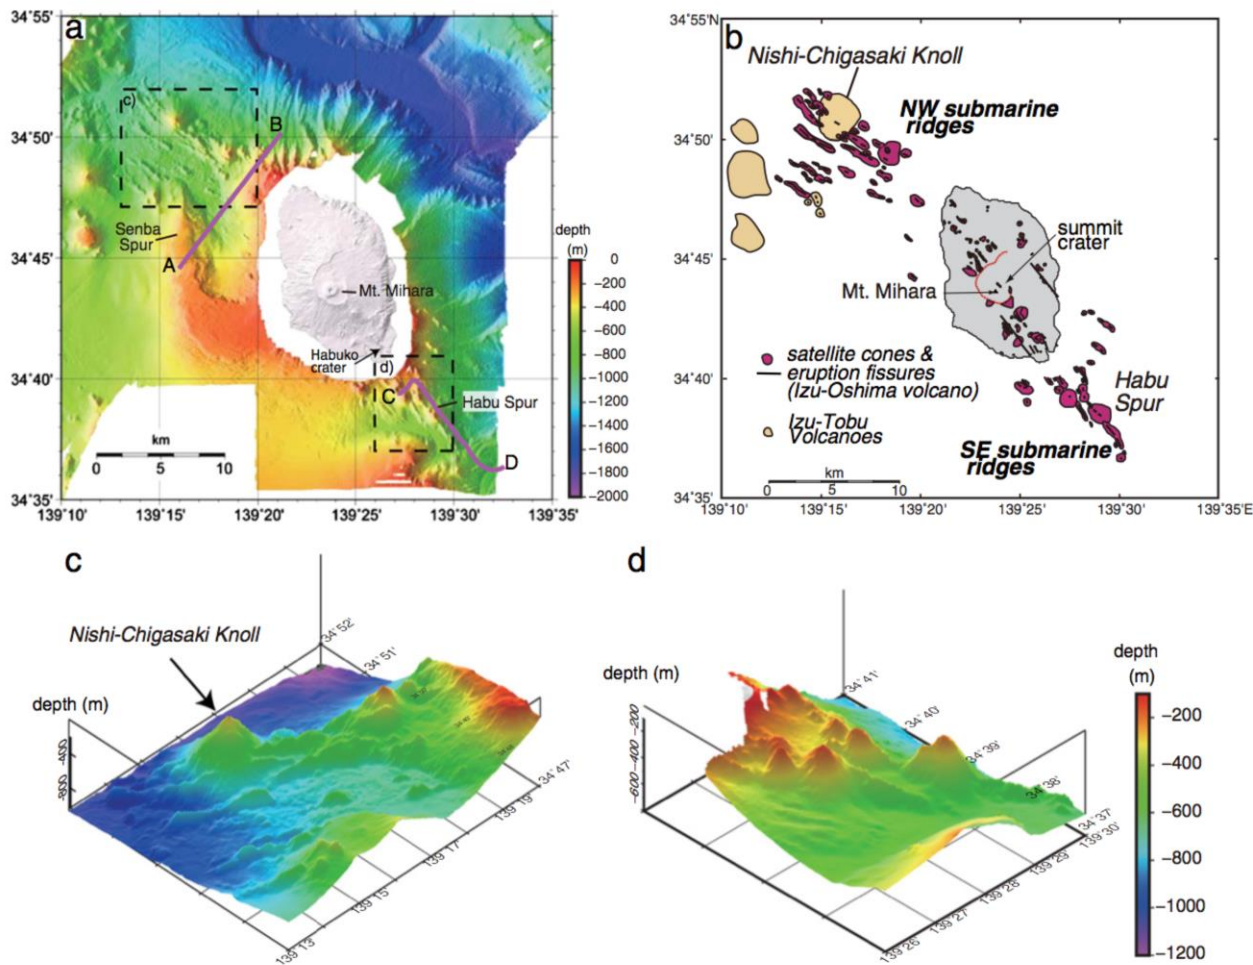 a
34˚55'
34˚50'
34˚45'
34˚40'
34˚35'
139˚10'
139˚15'
139˚20'
139˚25'
139˚30'
139˚35'
c)
B
Senba
Spur
A
Mt. Mihara
Habuko
crater
d)
C
Habu Spur
D
km
0 5 10
depth
(m)
0
−200
−400
−600
−800
−1000
−1200
−1400
−1600
−1800
−2000
b
34˚55'N
34˚50'
34˚45'
34˚40'
34˚35'
139˚10'
139˚15'
139˚20'
139˚25'
139˚30'
139˚35'E
Nishi-Chigasaki Knoll
NW submarine
ridges
summit
crater
Mt. Mihara
satellite cones &
eruption fissures
(Izu-Oshima volcano)
Izu-Tobu
Volcanoes
Habu
Spur
SE submarine
ridges
km
0 5 10
c
Nishi-Chigasaki Knoll
depth (m)
34˚52'
34˚51'
34˚47'
139˚19'
139˚17'
139˚15'
139˚13'
d
depth (m)
−200
−400
−600
34˚41'
34˚40'
34˚39'
34˚38'
34˚37'
139˚30'
139˚29'
139˚28'
139˚27'
139˚26'
depth
(m)
−200
−400
−600
−800
−1000
−1200